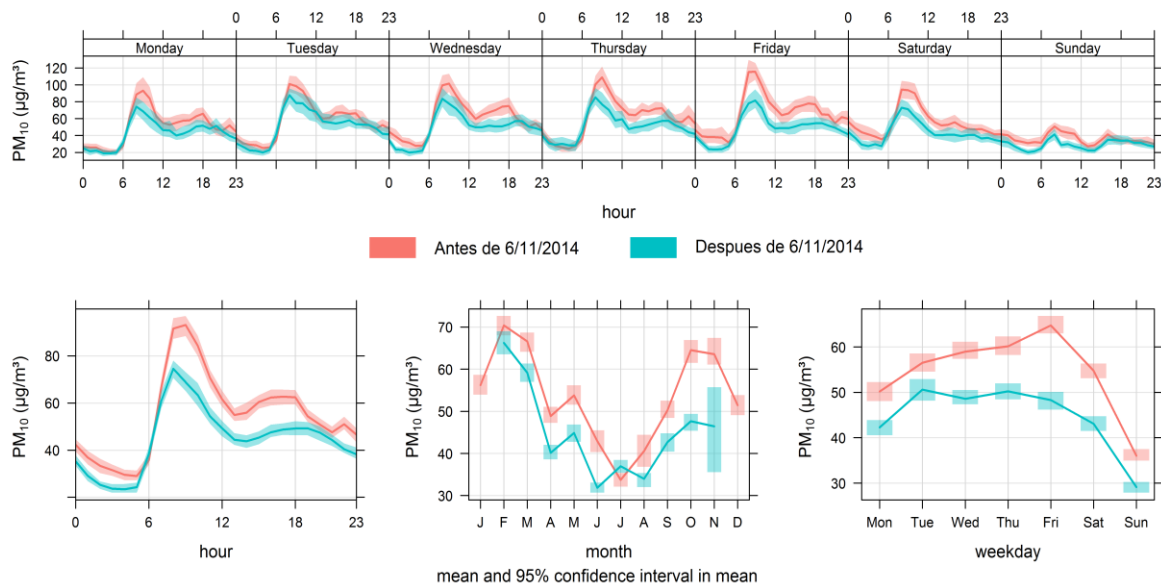 0 6 12 18 23 0 6 12 18 23 0 6 12 18 23
Monday Tuesday Wednesday Thursday Friday Saturday Sunday
PM10 (μg/m³)
120
100
80
60
40
20
0 6 12 18 23 0 6 12 18 23 0 6 12 18 23 0 6 12 18 23
hour
Antes de 6/11/2014 Despues de 6/11/2014
PM10 (μg/m³)
80
60
40
0 6 12 18 23
hour
PM10 (μg/m³)
70
60
50
40
30
J F M A M J J A S O N D
month
PM10 (μg/m³)
60
50
40
30
Mon Tue Wed Thu Fri Sat Sun
weekday
mean and 95% confidence interval in mean